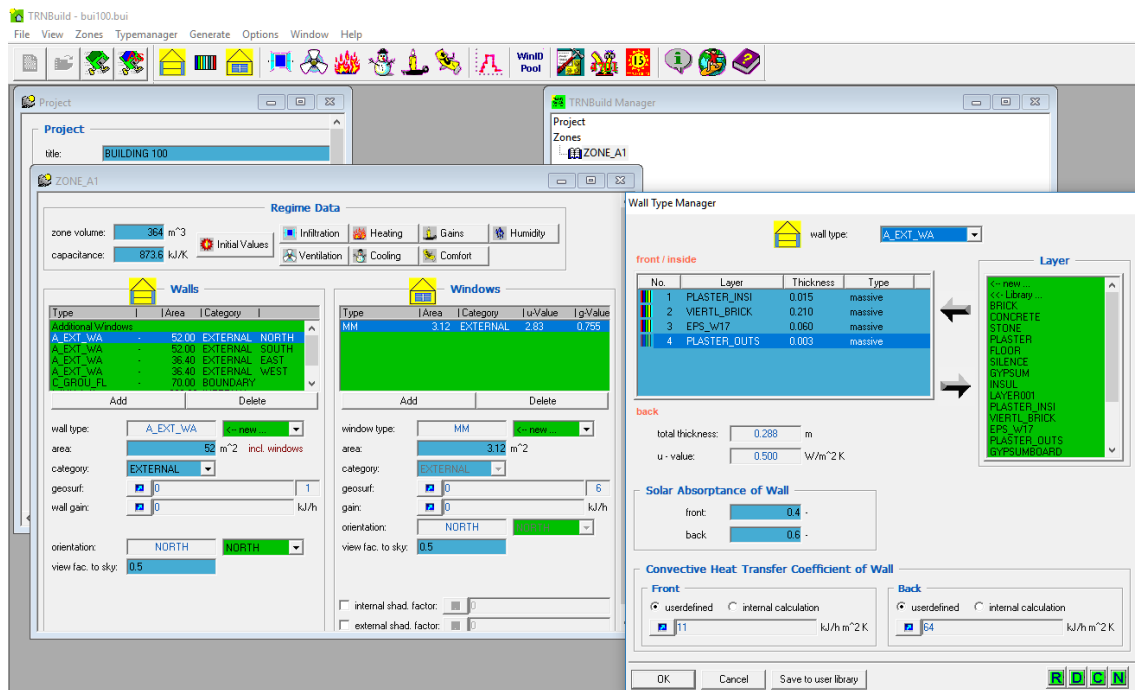 TRNBuild - bui100.bui
File View Zones Typemanager Generate Options Window Help
WinID
Pool
15
Project
Project
title: BUILDING 100
TRNBuild Manager
Project
Zones
ZONE_A1
ZONE_A1
Regime Data
zone volume: 364 m^3
capacitance: 873.6 kJ/K
Initial Values
Infiltration Heating Gains Humidity
Ventilation Cooling Comfort
Walls
Type | |Area |Category |
Additional Windows
A_EXT_WA - 52.00 EXTERNAL NORTH
A_EXT_WA - 52.00 EXTERNAL SOUTH
A_EXT_WA - 36.40 EXTERNAL EAST
A_EXT_WA - 36.40 EXTERNAL WEST
C_GROU_FL - 70.00 BOUNDARY
Add Delete
wall type: A_EXT_WA <-- new ...
area: 52 m^2 incl. windows
category: EXTERNAL
geosurf: 0 1
wall gain: 0 kJ/h
orientation: NORTH NORTH
view fac. to sky: 0.5
Windows
Type |Area |Category |u-Value |g-Value
MM 3.12 EXTERNAL 2.83 0.755
Add Delete
window type: MM <-- new ...
area: 3.12 m^2
category: EXTERNAL
geosurf: 0 6
gain: 0 kJ/h
orientation: NORTH
view fac. to sky: 0.5
internal shad. factor: 0
external shad. factor: 0
Wall Type Manager
wall type: A_EXT_WA
front / inside
No. Layer Thickness Type
1 PLASTER_INSI 0.015 massive
2 VIERTL_BRICK 0.210 massive
3 EPS_W17 0.060 massive
4 PLASTER_OUTS 0.003 massive
back
total thickness: 0.288 m
u - value: 0.500 W/m^2 K
Layer
<-- new ...
<<- Library ...
BRICK
CONCRETE
STONE
PLASTER
FLOOR
SILENCE
GYPSUM
INSUL
LAYER001
PLASTER_INSI
VIERTL_BRICK
EPS_W17
PLASTER_OUTS
GYPSUMBOARD
Solar Absorptance of Wall
front: 0.4 -
back 0.6 -
Convective Heat Transfer Coefficient of Wall
Front
userdefined internal calculation
11 kJ/h m^2 K
Back
userdefined internal calculation
64 kJ/h m^2 K
OK Cancel Save to user library
R D C N